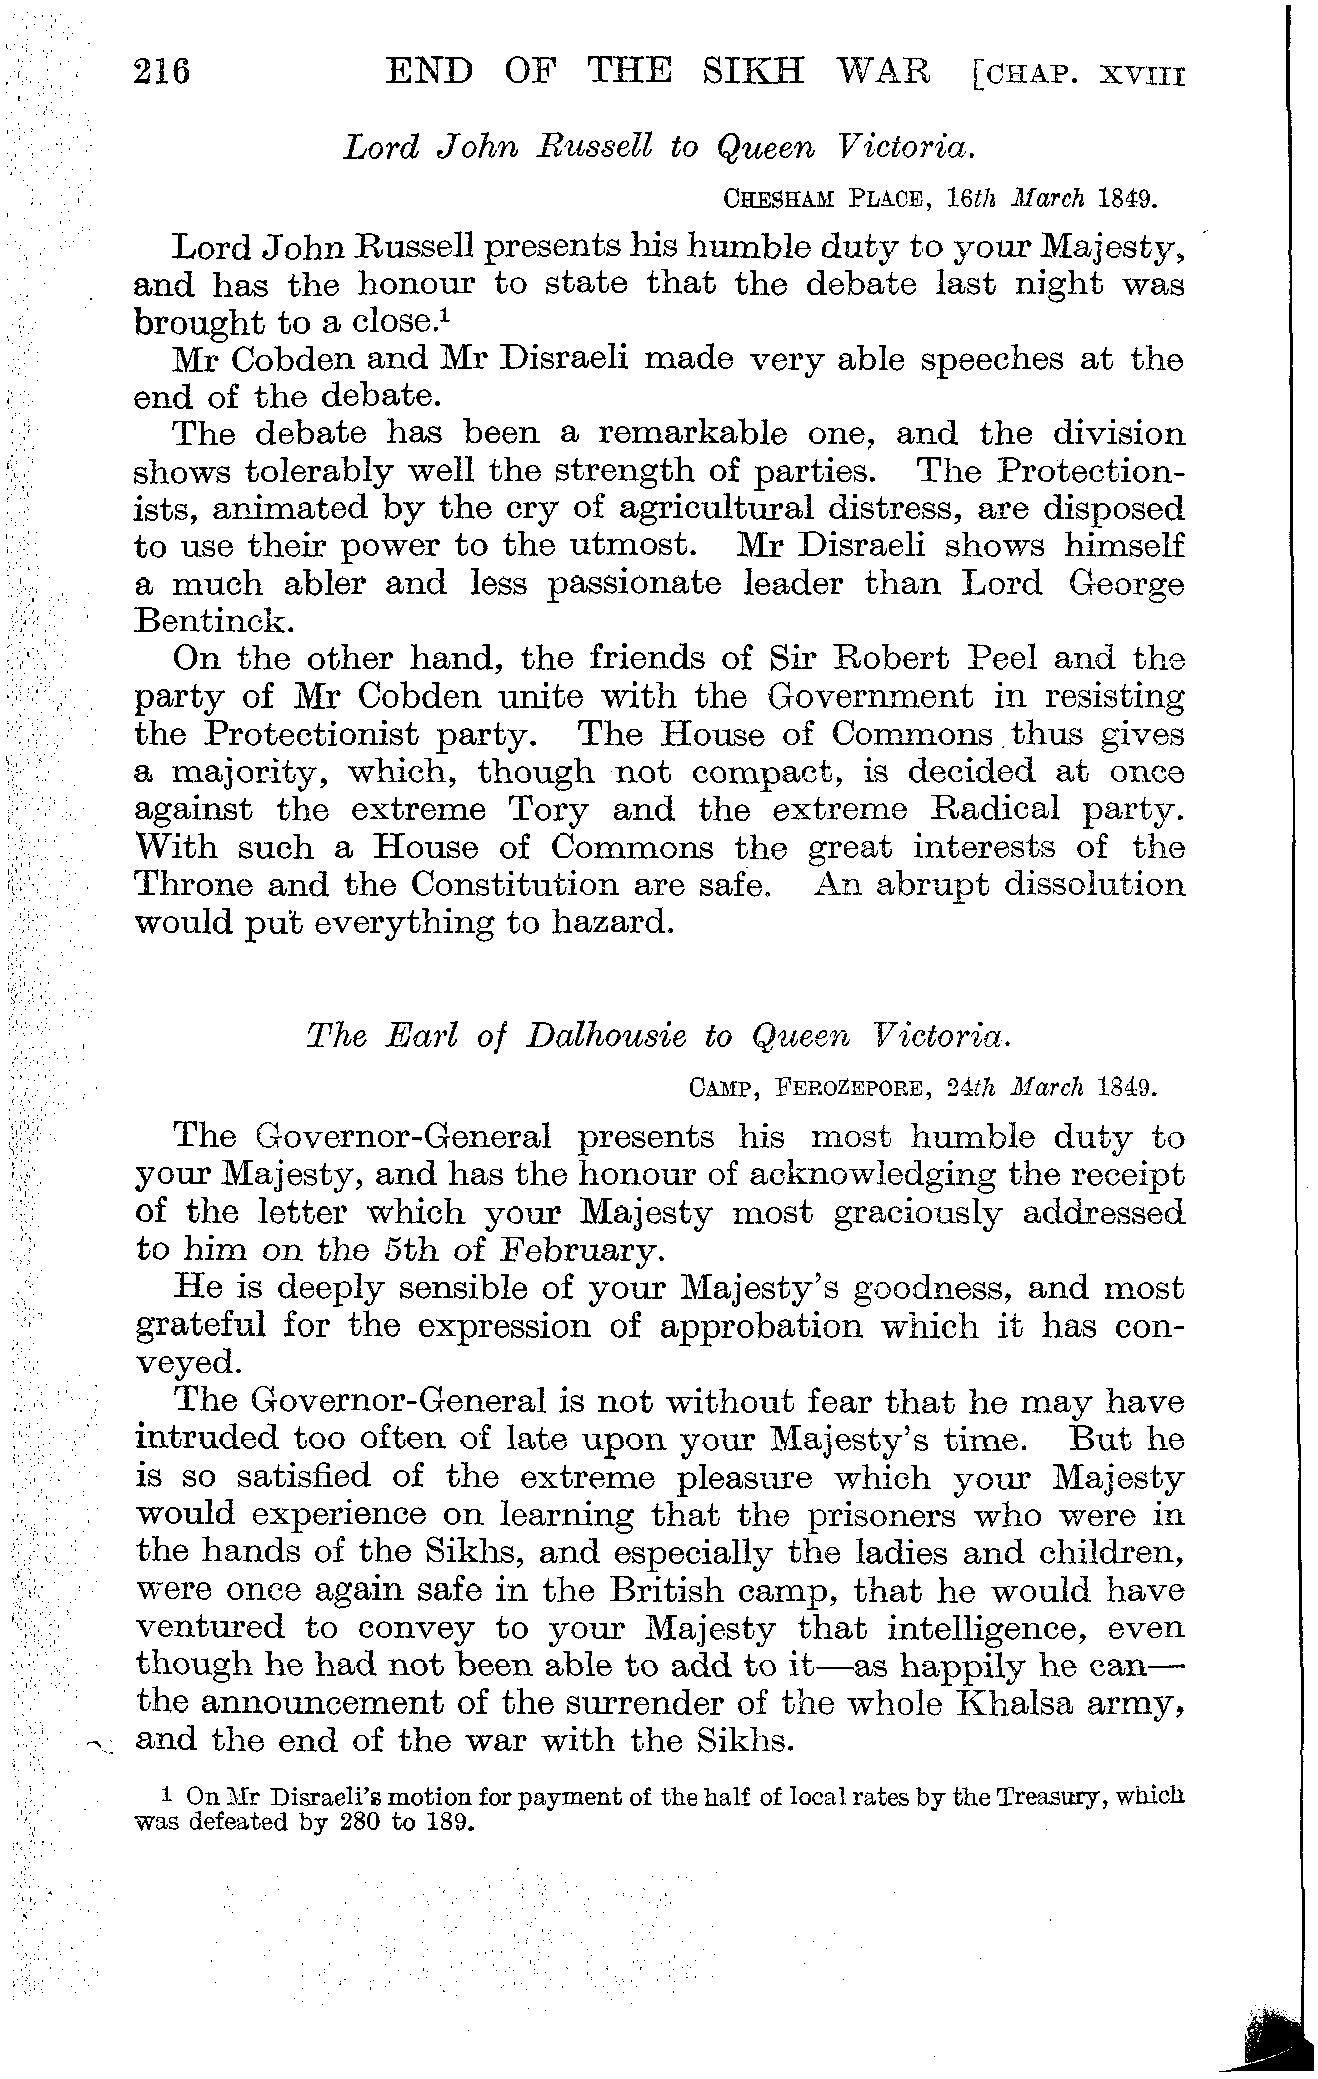 216 END OF THE SIKH WAR [CHAP. XVIII
Lord John Russell to Queen Victoria.
CHESHAM PLACE, 16th March 1849.
Lord John Russell presents his humble duty to your Majesty,
and has the honour to state that the debate last night was
brought to a close.¹
Mr Cobden and Mr Disraeli made very able speeches at the
end of the debate.
The debate has been a remarkable one, and the division
shows tolerably well the strength of parties. The Protection-
ists, animated by the cry of agricultural distress, are disposed
to use their power to the utmost. Mr Disraeli shows himself
a much abler and less passionate leader than Lord George
Bentinck.
On the other hand, the friends of Sir Robert Peel and the
party of Mr Cobden unite with the Government in resisting
the Protectionist party. The House of Commons thus gives
a majority, which, though not compact, is decided at once
against the extreme Tory and the extreme Radical party.
With such a House of Commons the great interests of the
Throne and the Constitution are safe. An abrupt dissolution
would put everything to hazard.
The Earl of Dalhousie to Queen Victoria.
CAMP, FEROZEPORE, 24th March 1849.
The Governor-General presents his most humble duty to
your Majesty, and has the honour of acknowledging the receipt
of the letter which your Majesty most graciously addressed
to him on the 5th of February.
He is deeply sensible of your Majesty's goodness, and most
grateful for the expression of approbation which it has con-
veyed.
The Governor-General is not without fear that he may have
intruded too often of late upon your Majesty's time. But he
is so satisfied of the extreme pleasure which your Majesty
would experience on learning that the prisoners who were in
the hands of the Sikhs, and especially the ladies and children,
were once again safe in the British camp, that he would have
ventured to convey to your Majesty that intelligence, even
though he had not been able to add to it—as happily he can—
the announcement of the surrender of the whole Khalsa army,
and the end of the war with the Sikhs.
1 On Mr Disraeli's motion for payment of the half of local rates by the Treasury, which
was defeated by 280 to 189.